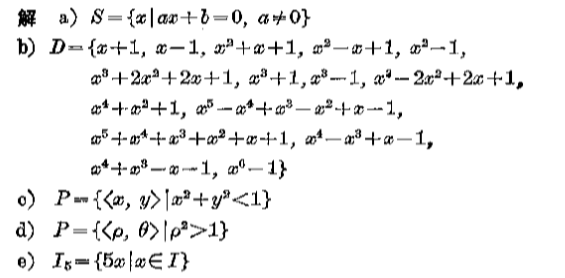 解 a) S={x|ax+b=0, a≠0}
b) D={x+1, x−1, x²+x+1, x²−x+1, x²−1,
x³+2x²+2x+1, x³+1, x³−1, x³−2x²+2x+1,
x⁴+x²+1, x⁵−x⁴+x³−x²+x−1,
x⁵+x⁴+x³+x²+x+1, x⁴−x³+x−1,
x⁴+x³−x−1, x⁶−1}
c) P={⟨x, y⟩|x²+y²<1}
d) P={⟨ρ, θ⟩|ρ²>1}
e) I₅={5x|x∈I}